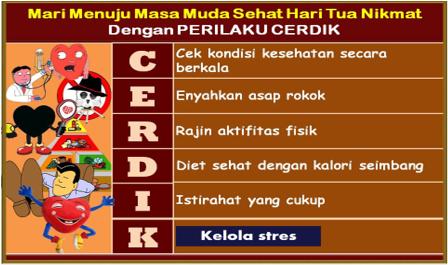 Mari Menuju Masa Muda Sehat Hari Tua Nikmat
Dengan PERILAKU CERDIK
C Cek kondisi kesehatan secara
berkala
E Enyahkan asap rokok
R Rajin aktifitas fisik
D Diet sehat dengan kalori seimbang
I Istirahat yang cukup
K Kelola stres